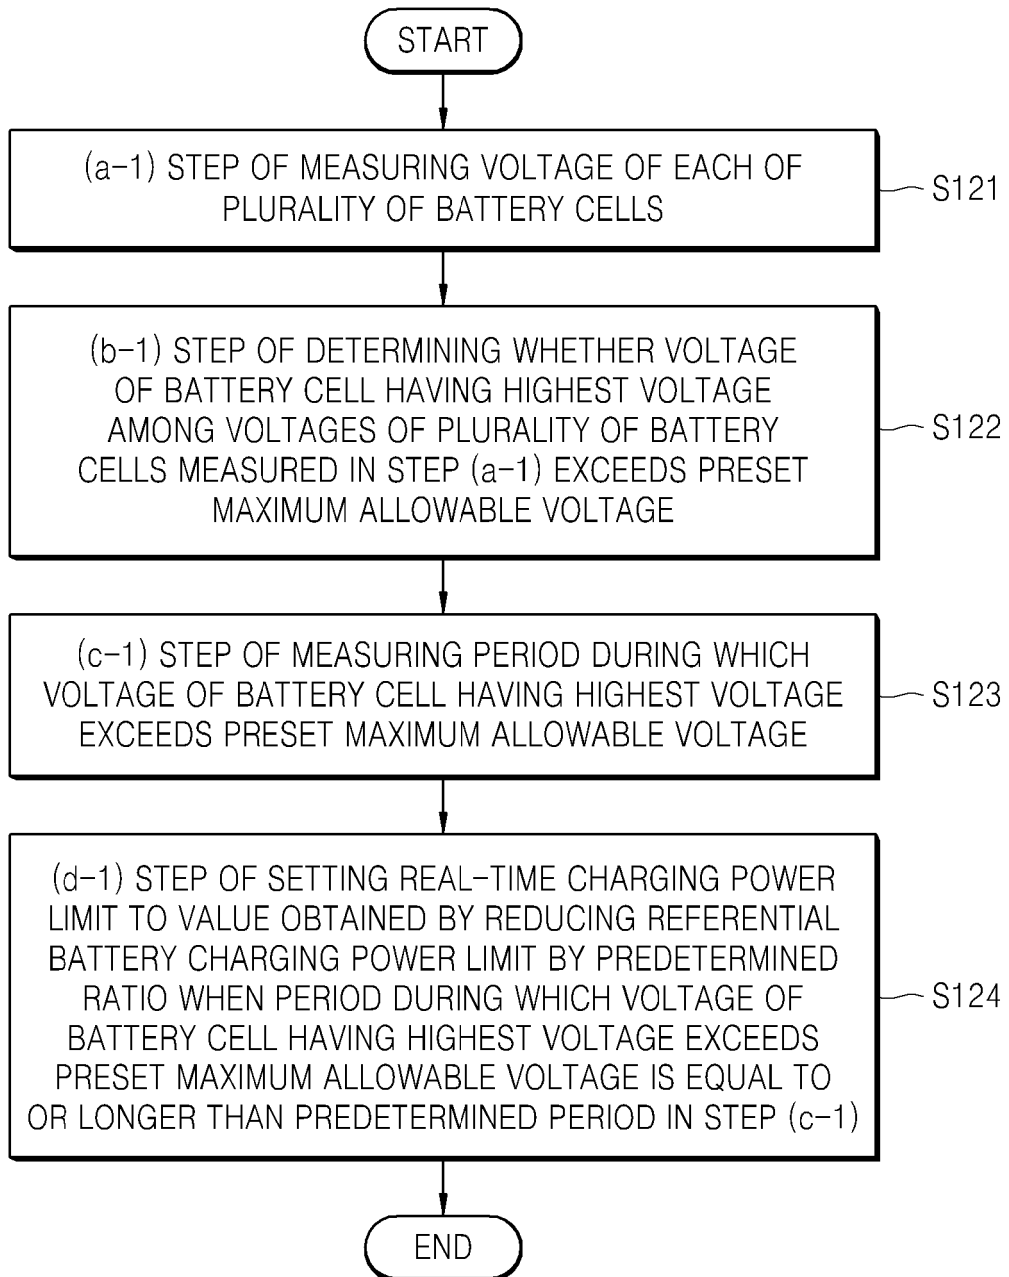 START
(a-1) STEP OF MEASURING VOLTAGE OF EACH OF
PLURALITY OF BATTERY CELLS
S121
(b-1) STEP OF DETERMINING WHETHER VOLTAGE
OF BATTERY CELL HAVING HIGHEST VOLTAGE
AMONG VOLTAGES OF PLURALITY OF BATTERY
CELLS MEASURED IN STEP (a-1) EXCEEDS PRESET
MAXIMUM ALLOWABLE VOLTAGE
S122
(c-1) STEP OF MEASURING PERIOD DURING WHICH
VOLTAGE OF BATTERY CELL HAVING HIGHEST VOLTAGE
EXCEEDS PRESET MAXIMUM ALLOWABLE VOLTAGE
S123
(d-1) STEP OF SETTING REAL-TIME CHARGING POWER
LIMIT TO VALUE OBTAINED BY REDUCING REFERENTIAL
BATTERY CHARGING POWER LIMIT BY PREDETERMINED
RATIO WHEN PERIOD DURING WHICH VOLTAGE OF
BATTERY CELL HAVING HIGHEST VOLTAGE EXCEEDS
PRESET MAXIMUM ALLOWABLE VOLTAGE IS EQUAL TO
OR LONGER THAN PREDETERMINED PERIOD IN STEP (c-1)
S124
END